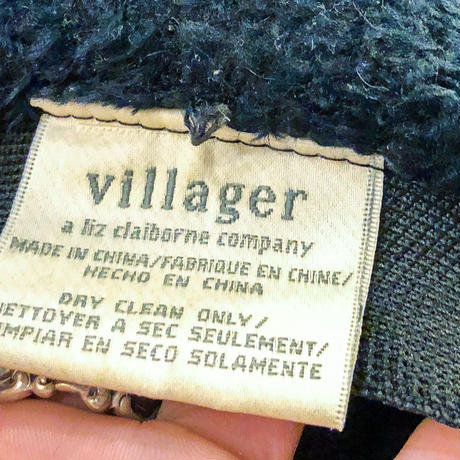 villager
a liz claiborne company
MADE IN CHINA/FABRIQUE EN CHINE/
HECHO EN CHINA
DRY CLEAN ONLY/
NETTOYER A SEC SEULEMENT/
LIMPIAR EN SECO SOLAMENTE